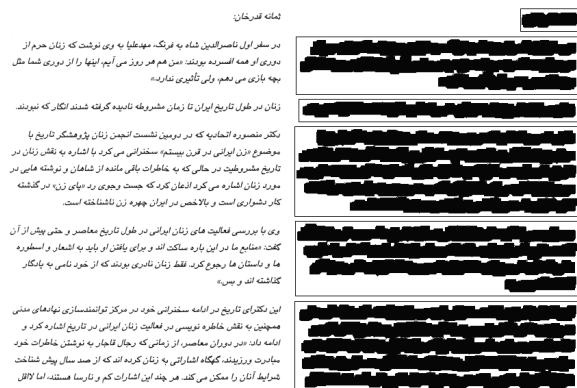 ثمانه قدرخان:
در سفر اول ناصرالدین شاه به فرنگ، مهدعلیا به وی نوشت که زنان حرم از
دوری او همه افسرده بودند: «من هم هر روز می آیم، اینها را از دوری شما مثل
بچه بازی می دهم، ولی تأثیری ندارد.»
زنان در طول تاریخ ایران تا زمان مشروطه نادیده گرفته شدند انگار که نبودند.
دکتر منصوره اتحادیه که در دومین نشست انجمن زنان پژوهشگر تاریخ با
موضوع «زن ایرانی در قرن بیستم» سخنرانی می کرد با اشاره به نقش زنان در
تاریخ مشروطیت در حالی که به خاطرات باقی مانده از شاهان و نوشته هایی در
مورد زنان اشاره می کرد اذعان کرد که جست وجوی رد «پای زن» در گذشته
کار دشواری است و بالاخص در ایران چهره زن ناشناخته است.
وی با بررسی فعالیت های زنان ایرانی در طول تاریخ معاصر و حتی پیش از آن
گفت: «منابع ما در این باره ساکت اند و برای یافتن او باید به اشعار و اسطوره
ها و داستان ها رجوع کرد. فقط زنان نادری بودند که از خود نامی به یادگار
گذاشته اند و بس.»
این دکترای تاریخ در ادامه سخنرانی خود در مرکز توانمندسازی نهادهای مدنی
همچنین به نقش خاطره نویسی در فعالیت زنان ایرانی در تاریخ اشاره کرد و
ادامه داد: «در دوران معاصر، از زمانی که رجال قاجار به نوشتن خاطرات خود
مبادرت ورزیدند، گهگاه اشاراتی به زنان کرده اند که از صد سال پیش شناخت
شرایط آنان را ممکن می کند. هر چند این اشارات کم و نارسا هستند، اما لااقل